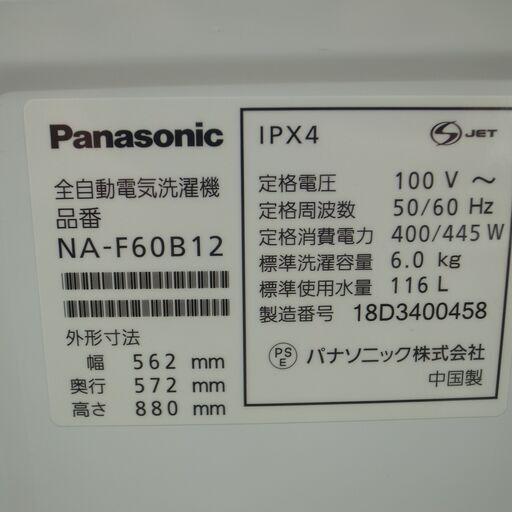 Panasonic
全自動電気洗濯機
品番
NA-F60B12
外形寸法
幅 562 mm
奥行 572 mm
高さ 880 mm
IPX4
S JET
定格電圧 100 V ～
定格周波数 50/60 Hz
定格消費電力 400/445 W
標準洗濯容量 6.0 kg
標準使用水量 116 L
製造番号 18D3400458
PS E パナソニック株式会社
中国製